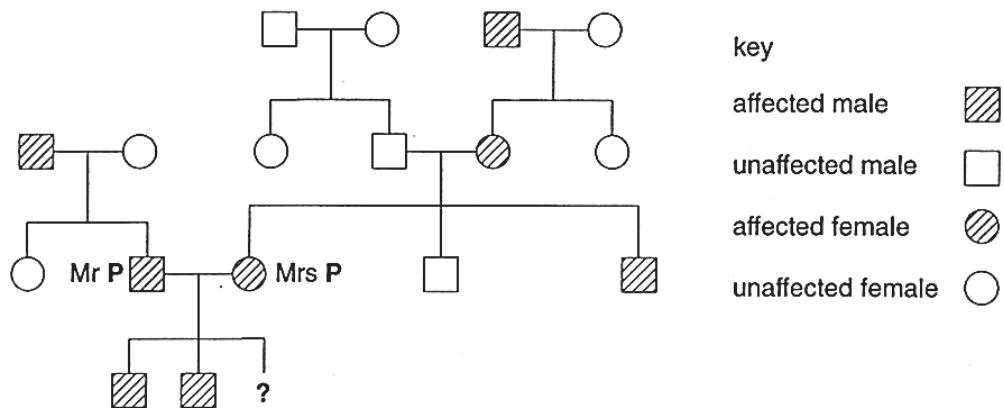 key
affected male
unaffected male
affected female
unaffected female
Mr P
Mrs P
?